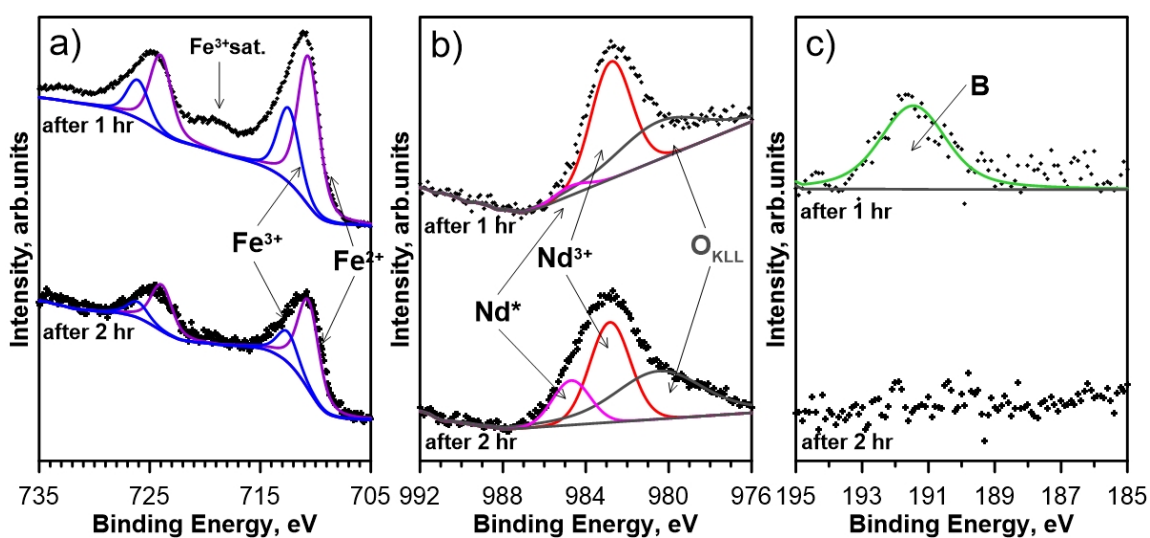 a)
Fe³⁺sat.
after 1 hr
Fe³⁺
Fe²⁺
after 2 hr
Intensity, arb.units
735 725 715 705
Binding Energy, eV
b)
after 1 hr
Nd³⁺
O KLL
Nd*
after 2 hr
Intensity, arb.units
992 988 984 980 976
Binding Energy, eV
c)
B
after 1 hr
after 2 hr
Intensity, arb.units
195 193 191 189 187 185
Binding Energy, eV